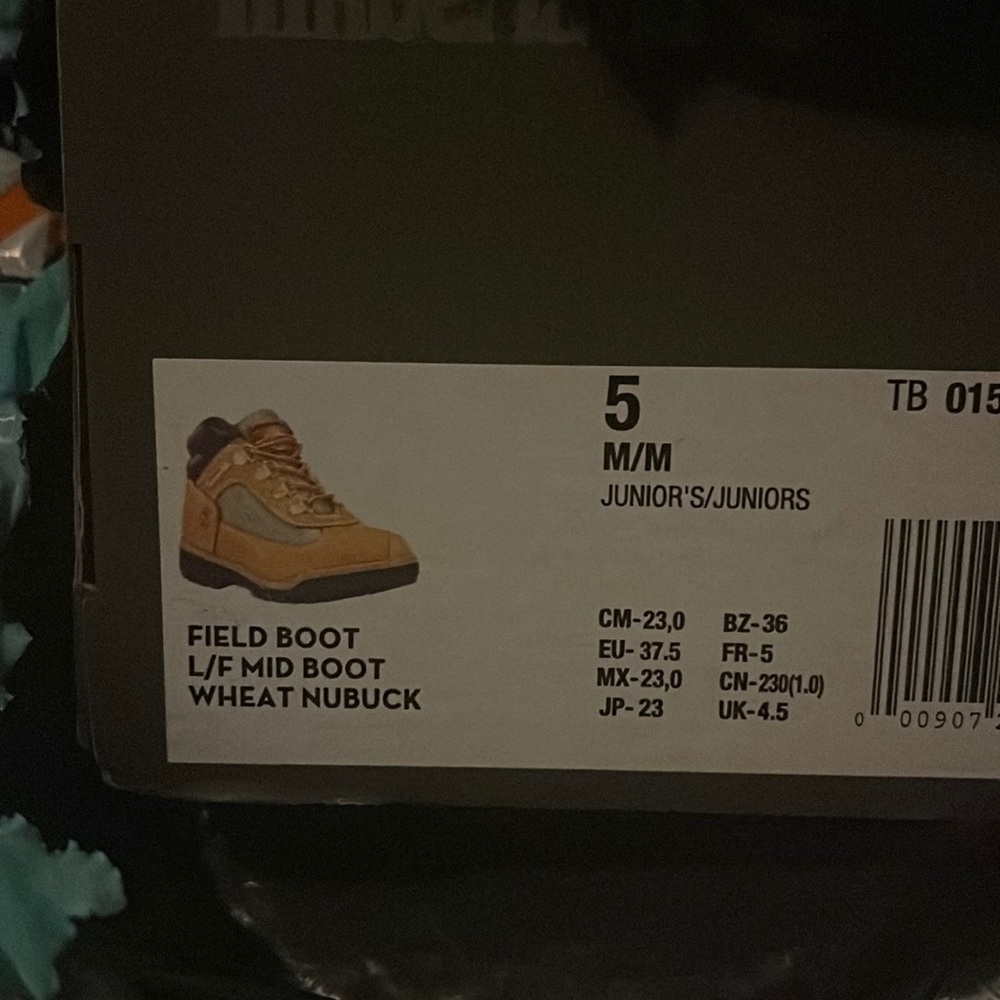 5
M/M
JUNIOR'S/JUNIORS
TB 015
FIELD BOOT
L/F MID BOOT
WHEAT NUBUCK
CM-23,0 BZ-36
EU-37.5 FR-5
MX-23,0 CN-230(1.0)
JP-23 UK-4.5
0 00907